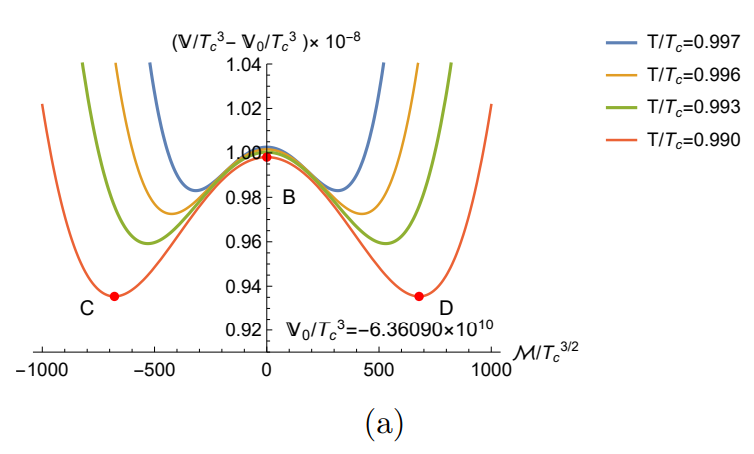 (𝕍/T_c^3 − 𝕍_0/T_c^3 )× 10^−8
1.04
1.02
1.00
0.98
0.96
0.94
0.92
B
C
D
𝕍_0/T_c^3=−6.36090×10^10
−1000
−500
0
500
1000
ℳ/T_c^3/2
T/T_c=0.997
T/T_c=0.996
T/T_c=0.993
T/T_c=0.990
(a)